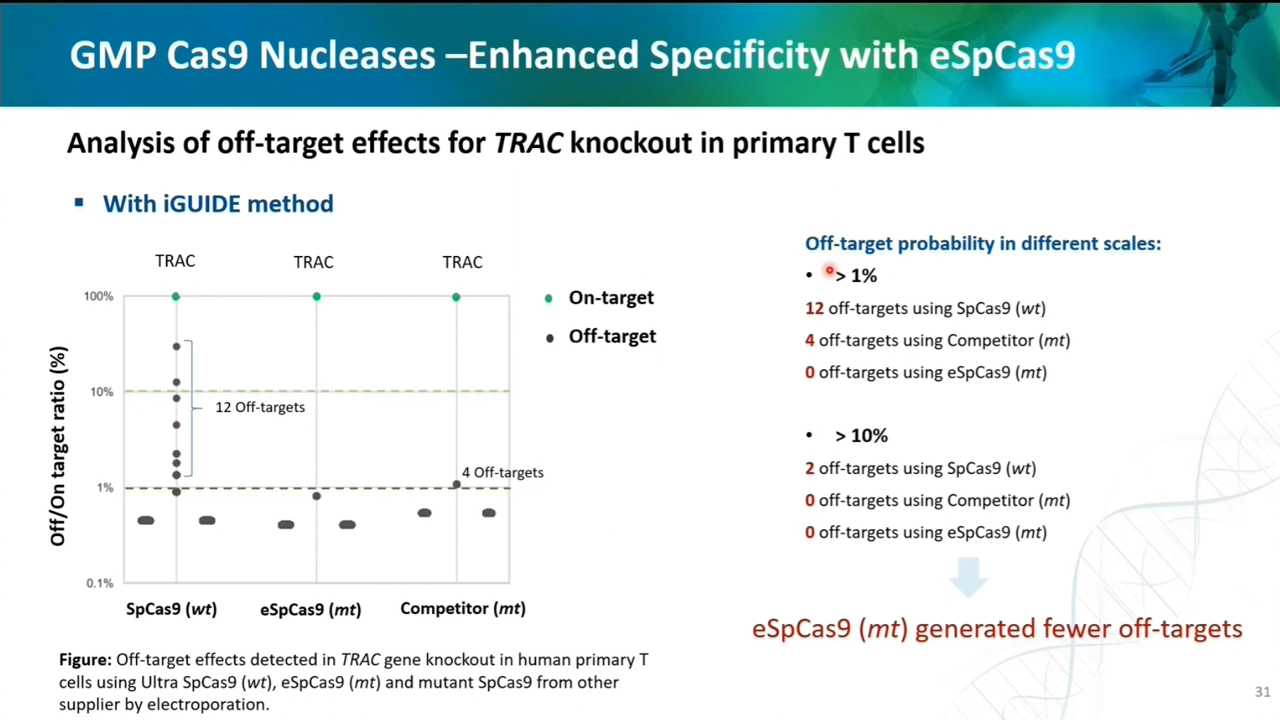 GMP Cas9 Nucleases –Enhanced Specificity with eSpCas9
Analysis of off-target effects for TRAC knockout in primary T cells
▪ With iGUIDE method
TRAC TRAC TRAC
100%
10%
1%
0.1%
Off/On target ratio (%)
12 Off-targets
4 Off-targets
On-target
Off-target
SpCas9 (wt) eSpCas9 (mt) Competitor (mt)
Figure: Off-target effects detected in TRAC gene knockout in human primary T
cells using Ultra SpCas9 (wt), eSpCas9 (mt) and mutant SpCas9 from other
supplier by electroporation.
Off-target probability in different scales:
• > 1%
12 off-targets using SpCas9 (wt)
4 off-targets using Competitor (mt)
0 off-targets using eSpCas9 (mt)
• > 10%
2 off-targets using SpCas9 (wt)
0 off-targets using Competitor (mt)
0 off-targets using eSpCas9 (mt)
eSpCas9 (mt) generated fewer off-targets
31